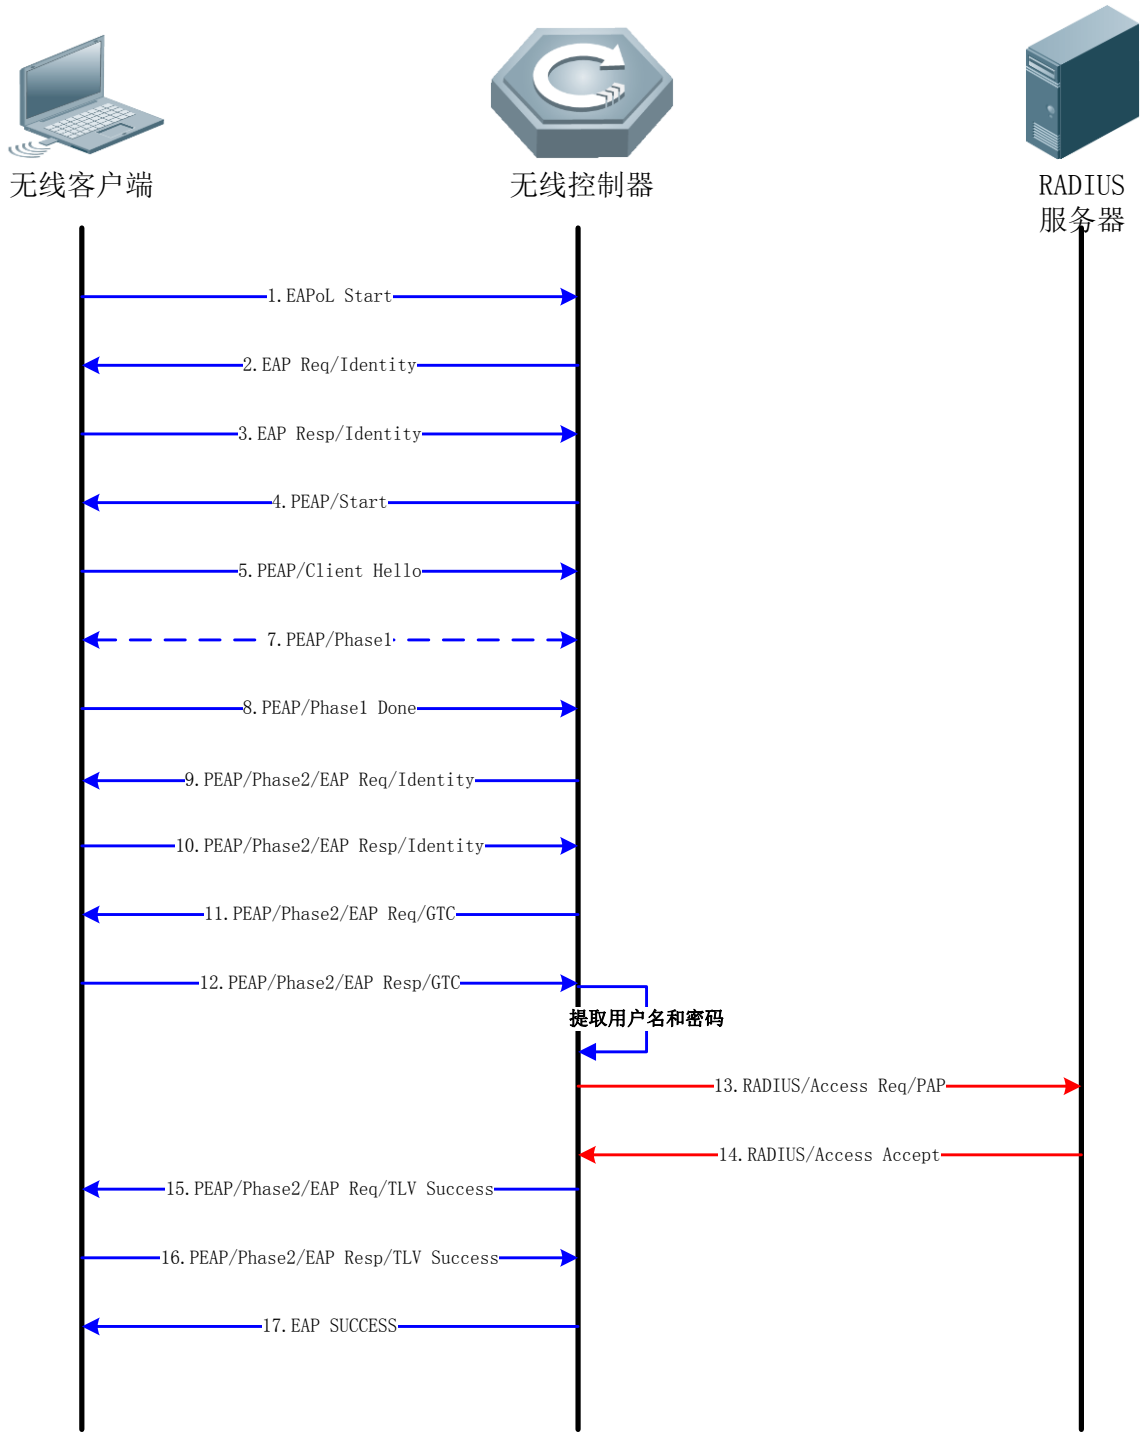 无线客户端
无线控制器
RADIUS
服务器
1.EAPoL Start
2.EAP Req/Identity
3.EAP Resp/Identity
4.PEAP/Start
5.PEAP/Client Hello
7.PEAP/Phase1
8.PEAP/Phase1 Done
9.PEAP/Phase2/EAP Req/Identity
10.PEAP/Phase2/EAP Resp/Identity
11.PEAP/Phase2/EAP Req/GTC
12.PEAP/Phase2/EAP Resp/GTC
提取用户名和密码
13.RADIUS/Access Req/PAP
14.RADIUS/Access Accept
15.PEAP/Phase2/EAP Req/TLV Success
16.PEAP/Phase2/EAP Resp/TLV Success
17.EAP SUCCESS